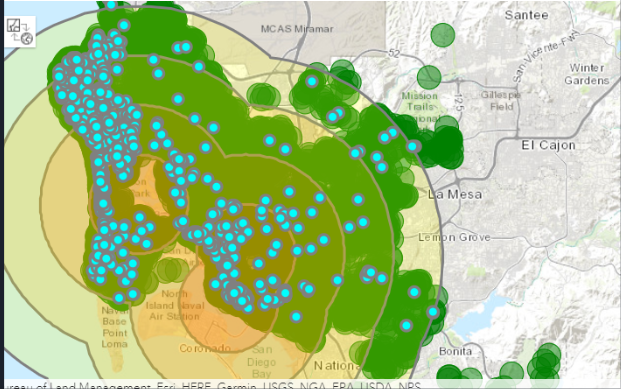 Santee
MCAS Miramar
52
San Vicente Fwy
Winter
Gardens
Mission
Trails
Gillespie
Field
125
El Cajon
La Mesa
Lemon Grove
North
Island Naval
Air Station
Naval
Base
Point
Loma
Coronado
San
Diego
Bay
Nationa
Bonita
ureau of Land Management, Esri, HERE, Garmin, USGS, NGA, EPA, USDA, NPS